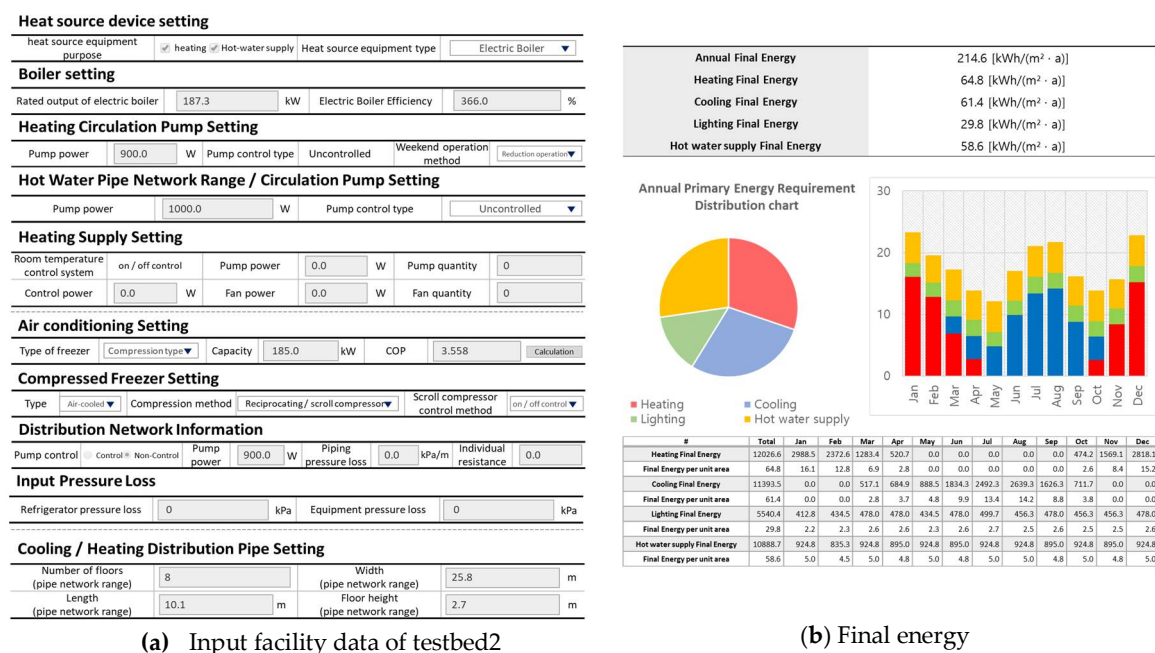 Heat source device setting
heat source equipment purpose heating Hot-water supply Heat source equipment type Electric Boiler
Boiler setting
Rated output of electric boiler 187.3 kW Electric Boiler Efficiency 366.0 %
Heating Circulation Pump Setting
Pump power 900.0 W Pump control type Uncontrolled Weekend operation method Reduction operation
Hot Water Pipe Network Range / Circulation Pump Setting
Pump power 1000.0 W Pump control type Uncontrolled
Heating Supply Setting
Room temperature control system on / off control Pump power 0.0 W Pump quantity 0
Control power 0.0 W Fan power 0.0 W Fan quantity 0
Air conditioning Setting
Type of freezer Compression type Capacity 185.0 kW COP 3.558 Calculation
Compressed Freezer Setting
Type Air-cooled Compression method Reciprocating/ scroll compressor Scroll compressor control method on / off control
Distribution Network Information
Pump control Control Non-Control Pump power 900.0 W Piping pressure loss 0.0 kPa/m Individual resistance 0.0
Input Pressure Loss
Refrigerator pressure loss 0 kPa Equipment pressure loss 0 kPa
Cooling / Heating Distribution Pipe Setting
Number of floors (pipe network range) 8 Width (pipe network range) 25.8 m
Length (pipe network range) 10.1 m Floor height (pipe network range) 2.7 m
(a) Input facility data of testbed2
Annual Final Energy 214.6 [kWh/(m² · a)]
Heating Final Energy 64.8 [kWh/(m² · a)]
Cooling Final Energy 61.4 [kWh/(m² · a)]
Lighting Final Energy 29.8 [kWh/(m² · a)]
Hot water supply Final Energy 58.6 [kWh/(m² · a)]
Annual Primary Energy Requirement
Distribution chart
Heating Cooling
Lighting Hot water supply
30
20
10
0
Jan Feb Mar Apr May Jun Jul Aug Sep Oct Nov Dec
# Total Jan Feb Mar Apr May Jun Jul Aug Sep Oct Nov Dec
Heating Final Energy 12026.6 2988.5 2372.6 1283.4 520.7 0.0 0.0 0.0 0.0 0.0 474.2 1569.1 2818.1
Final Energy per unit area 64.8 16.1 12.8 6.9 2.8 0.0 0.0 0.0 0.0 0.0 2.6 8.4 15.2
Cooling Final Energy 11393.5 0.0 0.0 517.1 684.9 888.5 1834.3 2492.3 2639.3 1626.3 711.7 0.0 0.0
Final Energy per unit area 61.4 0.0 0.0 2.8 3.7 4.8 9.9 13.4 14.2 8.8 3.8 0.0 0.0
Lighting Final Energy 5540.4 412.8 434.5 478.0 478.0 434.5 478.0 499.7 456.3 478.0 456.3 456.3 478.0
Final Energy per unit area 29.8 2.2 2.3 2.6 2.6 2.3 2.6 2.7 2.5 2.6 2.5 2.5 2.6
Hot water supply Final Energy 10888.7 924.8 835.3 924.8 895.0 924.8 895.0 924.8 924.8 895.0 924.8 895.0 924.8
Final Energy per unit area 58.6 5.0 4.5 5.0 4.8 5.0 4.8 5.0 5.0 4.8 5.0 4.8 5.0
(b) Final energy